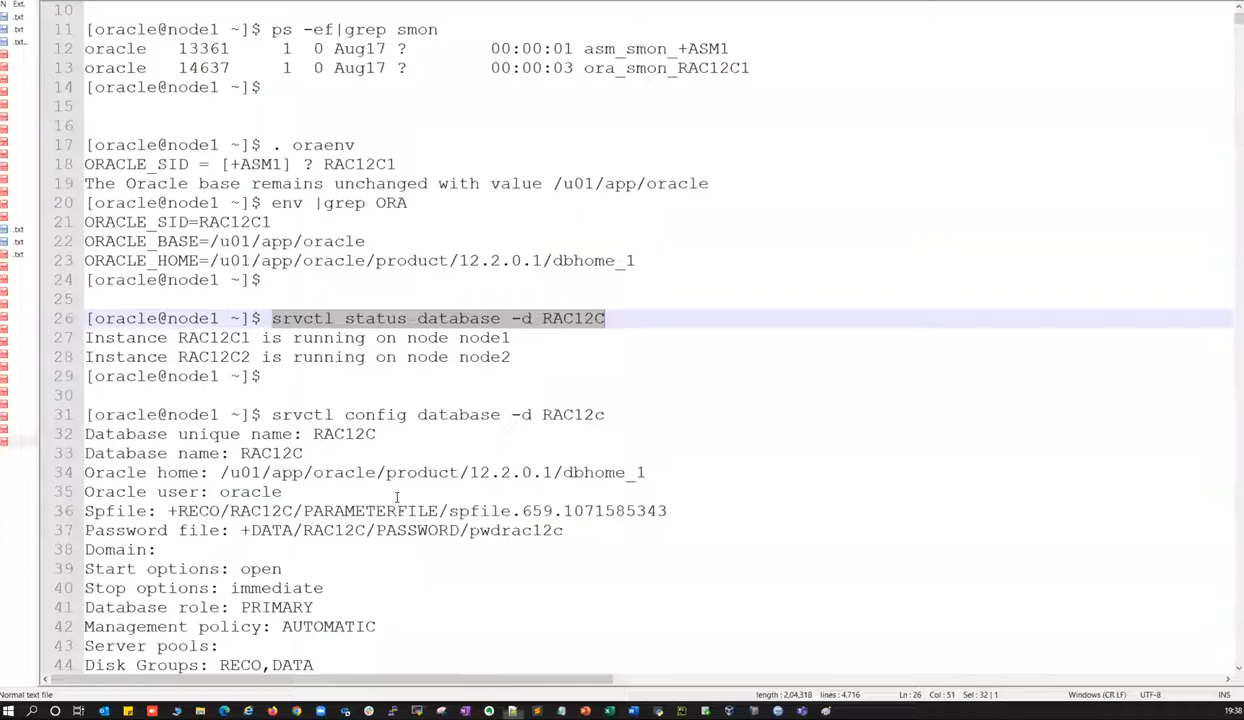 N Ext.
.txt
.txt
.txt...
.txt
.txt
.txt
10
11 [oracle@node1 ~]$ ps -ef|grep smon
12 oracle 13361 1 0 Aug17 ? 00:00:01 asm_smon_+ASM1
13 oracle 14637 1 0 Aug17 ? 00:00:03 ora_smon_RAC12C1
14 [oracle@node1 ~]$
15
16
17 [oracle@node1 ~]$ . oraenv
18 ORACLE_SID = [+ASM1] ? RAC12C1
19 The Oracle base remains unchanged with value /u01/app/oracle
20 [oracle@node1 ~]$ env |grep ORA
21 ORACLE_SID=RAC12C1
22 ORACLE_BASE=/u01/app/oracle
23 ORACLE_HOME=/u01/app/oracle/product/12.2.0.1/dbhome_1
24 [oracle@node1 ~]$
25
26 [oracle@node1 ~]$ srvctl status database -d RAC12C
27 Instance RAC12C1 is running on node node1
28 Instance RAC12C2 is running on node node2
29 [oracle@node1 ~]$
30
31 [oracle@node1 ~]$ srvctl config database -d RAC12c
32 Database unique name: RAC12C
33 Database name: RAC12C
34 Oracle home: /u01/app/oracle/product/12.2.0.1/dbhome_1
35 Oracle user: oracle
36 Spfile: +RECO/RAC12C/PARAMETERFILE/spfile.659.1071585343
37 Password file: +DATA/RAC12C/PASSWORD/pwdrac12c
38 Domain:
39 Start options: open
40 Stop options: immediate
41 Database role: PRIMARY
42 Management policy: AUTOMATIC
43 Server pools:
44 Disk Groups: RECO,DATA
Normal text file length : 2,04,318 lines : 4,716 Ln : 26 Col : 51 Sel : 32 | 1 Windows (CR LF) UTF-8 INS
19:38